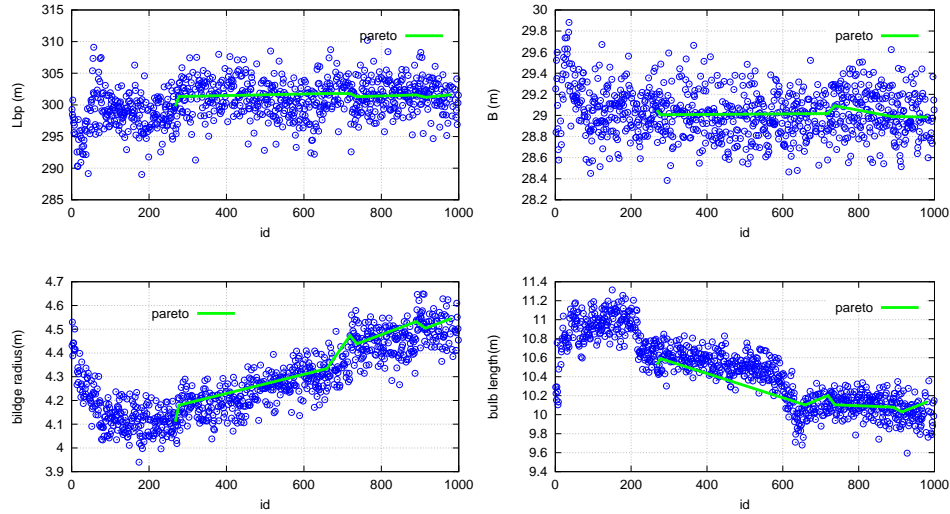 315
310
305
300
295
290
285
Lbp (m)
pareto
0 200 400 600 800 1000
id
30
29.8
29.6
29.4
29.2
29
28.8
28.6
28.4
28.2
B (m)
pareto
0 200 400 600 800 1000
id
4.7
4.6
4.5
4.4
4.3
4.2
4.1
4
3.9
bildge radius(m)
pareto
0 200 400 600 800 1000
id
11.4
11.2
11
10.8
10.6
10.4
10.2
10
9.8
9.6
9.4
bulb length(m)
pareto
0 200 400 600 800 1000
id